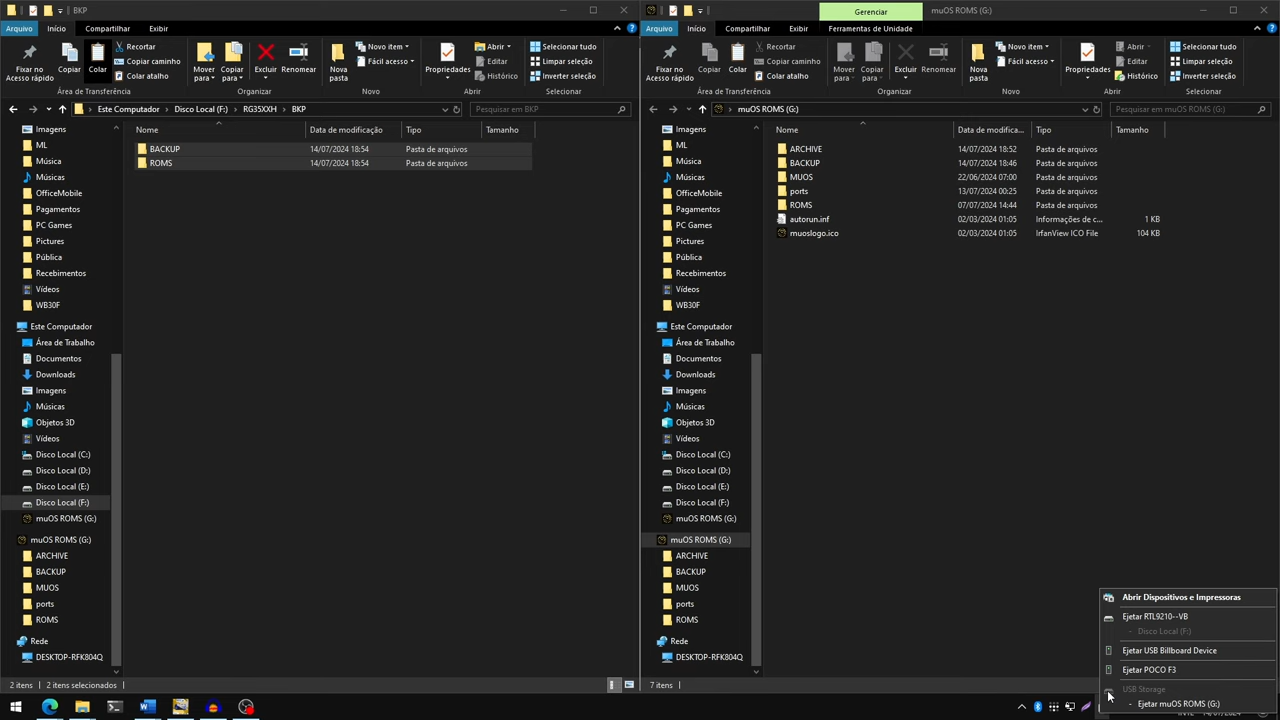 BKP
Arquivo Início Compartilhar Exibir
Fixar no Acesso rápido
Copiar
Colar
Recortar
Copiar caminho
Colar atalho
Mover para
Copiar para
Excluir
Renomear
Nova pasta
Novo item
Fácil acesso
Propriedades
Abrir
Editar
Histórico
Selecionar tudo
Limpar seleção
Inverter seleção
Área de Transferência Organizar Novo Abrir Selecionar
Este Computador > Disco Local (F:) > RG35XXH > BKP
Pesquisar em BKP
Imagens
ML
Música
Músicas
OfficeMobile
Pagamentos
PC Games
Pictures
Pública
Recebimentos
Vídeos
WB30F
Este Computador
Área de Trabalho
Documentos
Downloads
Imagens
Músicas
Objetos 3D
Vídeos
Disco Local (C:)
Disco Local (D:)
Disco Local (E:)
Disco Local (F:)
muOS ROMS (G:)
muOS ROMS (G:)
ARCHIVE
BACKUP
MUOS
ports
ROMS
Rede
DESKTOP-RFK804Q
Nome Data de modificação Tipo Tamanho
BACKUP 14/07/2024 18:54 Pasta de arquivos
ROMS 14/07/2024 18:54 Pasta de arquivos
2 itens 2 itens selecionados
Gerenciar muOS ROMS (G:)
Arquivo Início Compartilhar Exibir Ferramentas de Unidade
Fixar no Acesso rápido
Copiar
Colar
Recortar
Copiar caminho
Colar atalho
Mover para
Copiar para
Excluir
Renomear
Nova pasta
Novo item
Fácil acesso
Propriedades
Abrir
Editar
Histórico
Selecionar tudo
Limpar seleção
Inverter seleção
Área de Transferência Organizar Novo Abrir Selecionar
muOS ROMS (G:)
Pesquisar em muOS ROMS (G:)
Imagens
ML
Música
Músicas
OfficeMobile
Pagamentos
PC Games
Pictures
Pública
Recebimentos
Vídeos
WB30F
Este Computador
Área de Trabalho
Documentos
Downloads
Imagens
Músicas
Objetos 3D
Vídeos
Disco Local (C:)
Disco Local (D:)
Disco Local (E:)
Disco Local (F:)
muOS ROMS (G:)
muOS ROMS (G:)
ARCHIVE
BACKUP
MUOS
ports
ROMS
Rede
DESKTOP-RFK804Q
Nome Data de modifica... Tipo Tamanho
ARCHIVE 14/07/2024 18:52 Pasta de arquivos
BACKUP 14/07/2024 18:46 Pasta de arquivos
MUOS 22/06/2024 07:00 Pasta de arquivos
ports 13/07/2024 00:25 Pasta de arquivos
ROMS 07/07/2024 14:44 Pasta de arquivos
autorun.inf 02/03/2024 01:05 Informações de c... 1 KB
muoslogo.ico 02/03/2024 01:05 IrfanView ICO File 104 KB
7 itens
Abrir Dispositivos e Impressoras
Ejetar RTL9210--VB
- Disco Local (F:)
Ejetar USB Billboard Device
Ejetar POCO F3
USB Storage
- Ejetar muOS ROMS (G:)